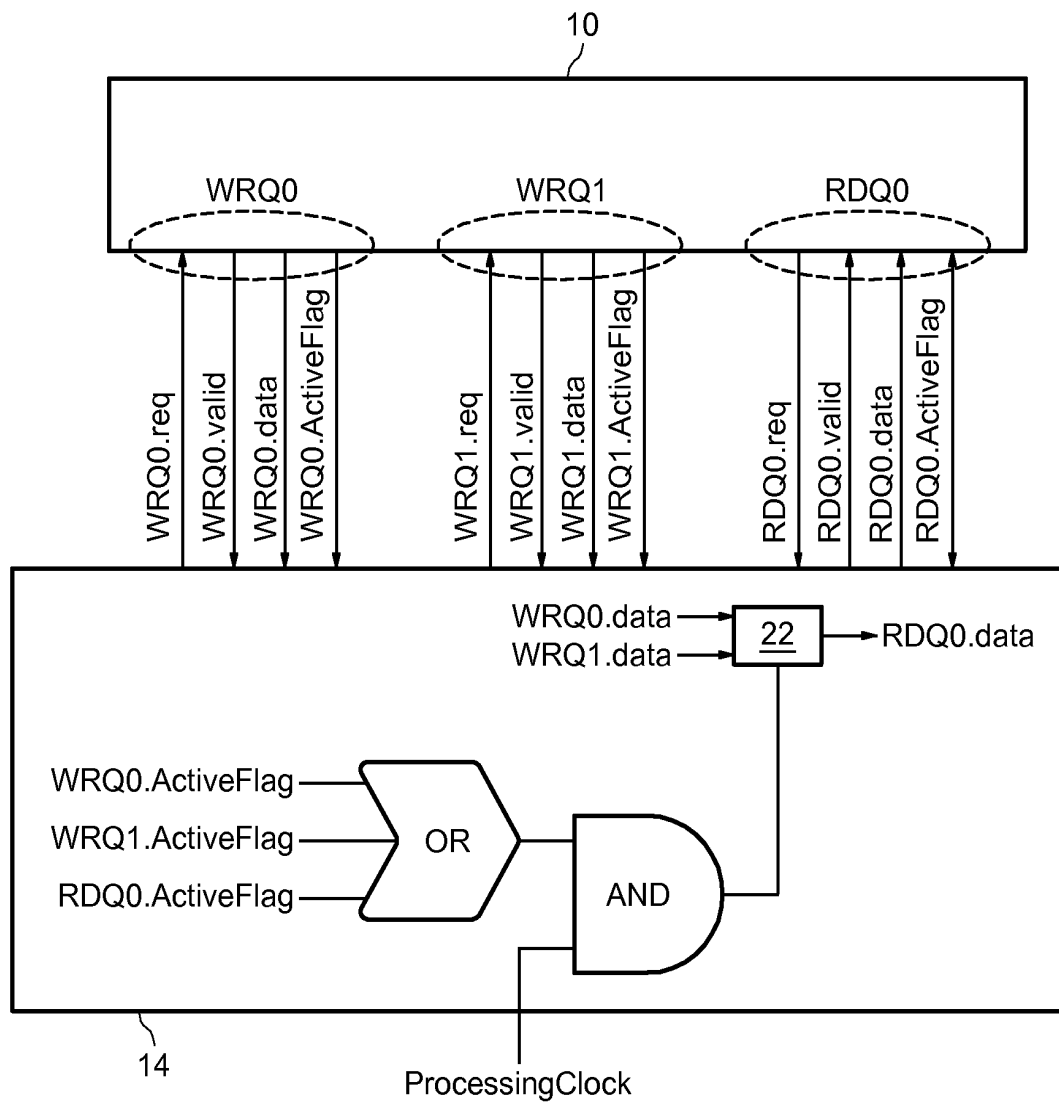 10
WRQ0
WRQ1
RDQ0
WRQ0.req
WRQ0.valid
WRQ0.data
WRQ0.ActiveFlag
WRQ1.req
WRQ1.valid
WRQ1.data
WRQ1.ActiveFlag
RDQ0.req
RDQ0.valid
RDQ0.data
RDQ0.ActiveFlag
WRQ0.data
WRQ1.data
22
RDQ0.data
WRQ0.ActiveFlag
WRQ1.ActiveFlag
RDQ0.ActiveFlag
OR
AND
14
ProcessingClock